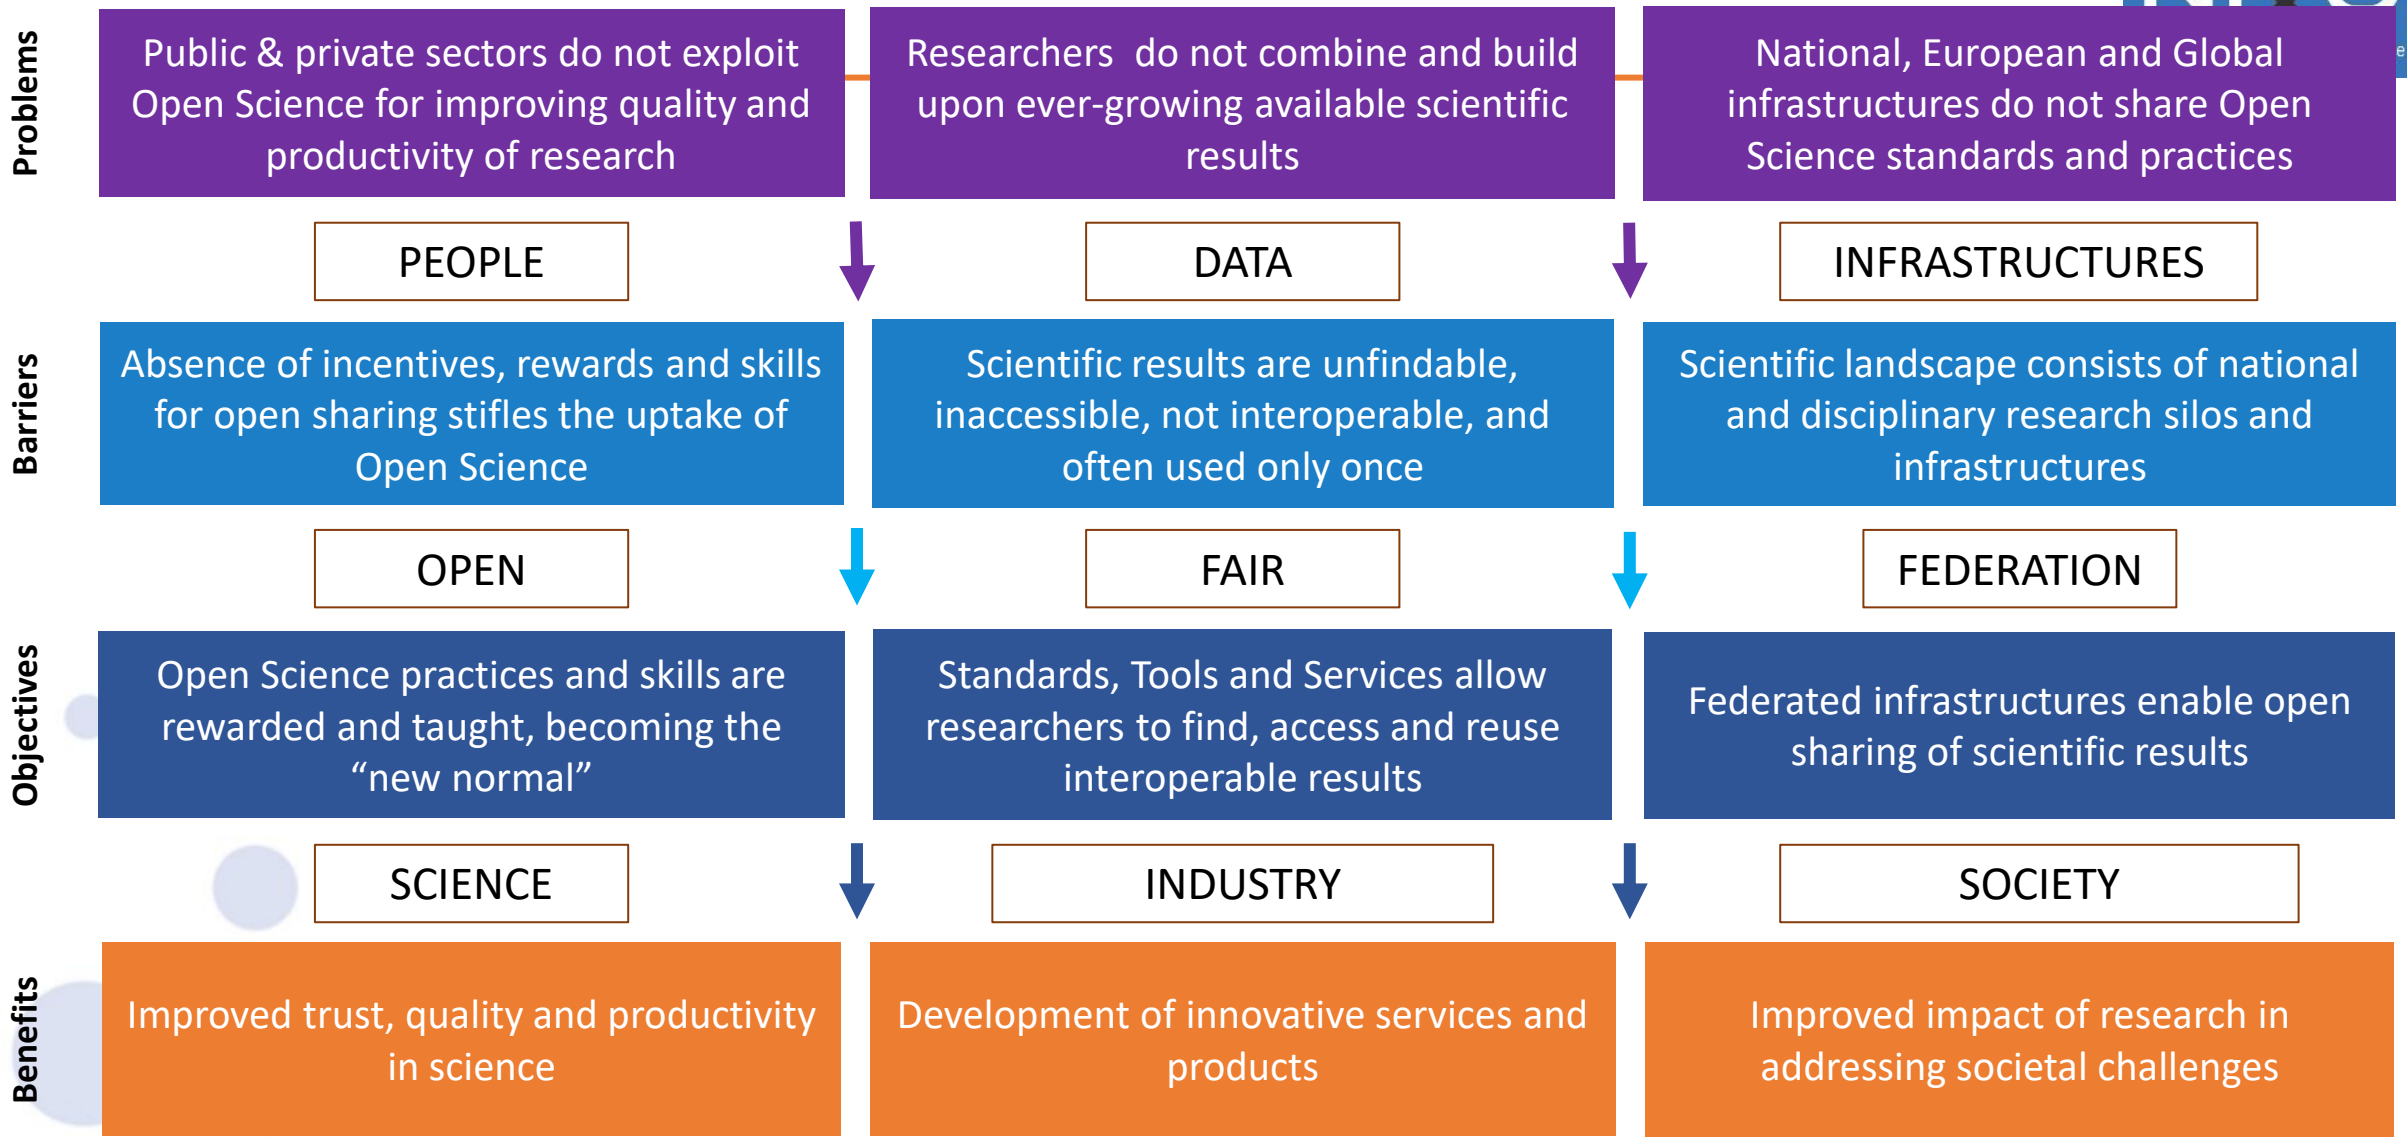 Problems
Public & private sectors do not exploit
Open Science for improving quality and
productivity of research
Researchers do not combine and build
upon ever-growing available scientific
results
National, European and Global
infrastructures do not share Open
Science standards and practices
PEOPLE
DATA
INFRASTRUCTURES
Barriers
Absence of incentives, rewards and skills
for open sharing stifles the uptake of
Open Science
Scientific results are unfindable,
inaccessible, not interoperable, and
often used only once
Scientific landscape consists of national
and disciplinary research silos and
infrastructures
OPEN
FAIR
FEDERATION
Objectives
Open Science practices and skills are
rewarded and taught, becoming the
“new normal”
Standards, Tools and Services allow
researchers to find, access and reuse
interoperable results
Federated infrastructures enable open
sharing of scientific results
SCIENCE
INDUSTRY
SOCIETY
Benefits
Improved trust, quality and productivity
in science
Development of innovative services and
products
Improved impact of research in
addressing societal challenges